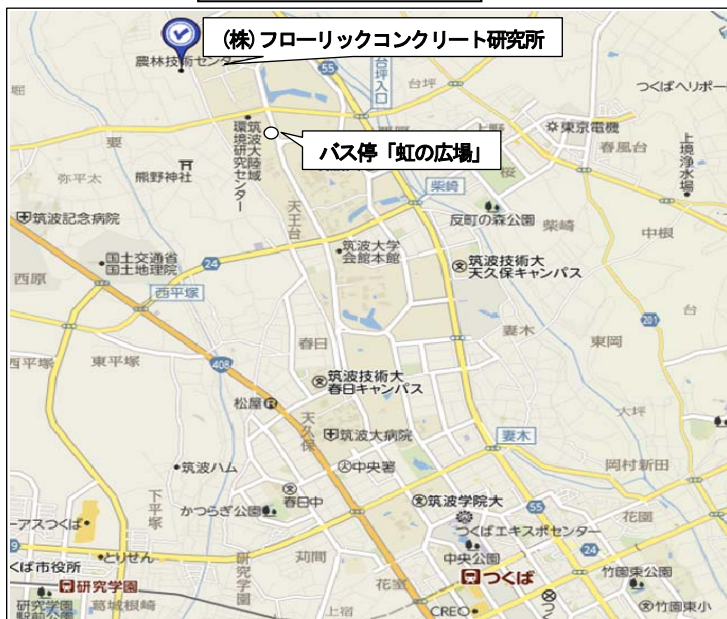 (株)フローリックコンクリート研究所
農林技術センター
55
台坪入口
台坪
つくばヘリポー
堀
要
筑波大陸域
環境研究センター
バス停「虹の広場」
上野
東京電機
春風台
上境浄水場
弥平太
熊野神社
桜
柴崎
反町の森公園
柴崎
中根
筑波記念病院
天王台
筑波大学
会館本館
国土交通省
国土地理院
24
西原
西平塚
筑波技術大
天久保キャンパス
台
201
妻木
東岡
春日
西平塚
東平塚
408
筑波技術大
春日キャンパス
松屋
天久保
大坪
筑波大病院
妻木
筑波ハム
中央署
岡村新田
下平塚
春日中
かつらぎ公園
筑波学院大
55
花園
ーアスつくば
つくばエキスポセンター
24
とりせん
苅間
中央公園
くば市役所
研究学園
研究学園
花室
つくば
竹園東公園
研究学園
駅前公園
葛城根崎
上宿
CREO
つく
竹園東小